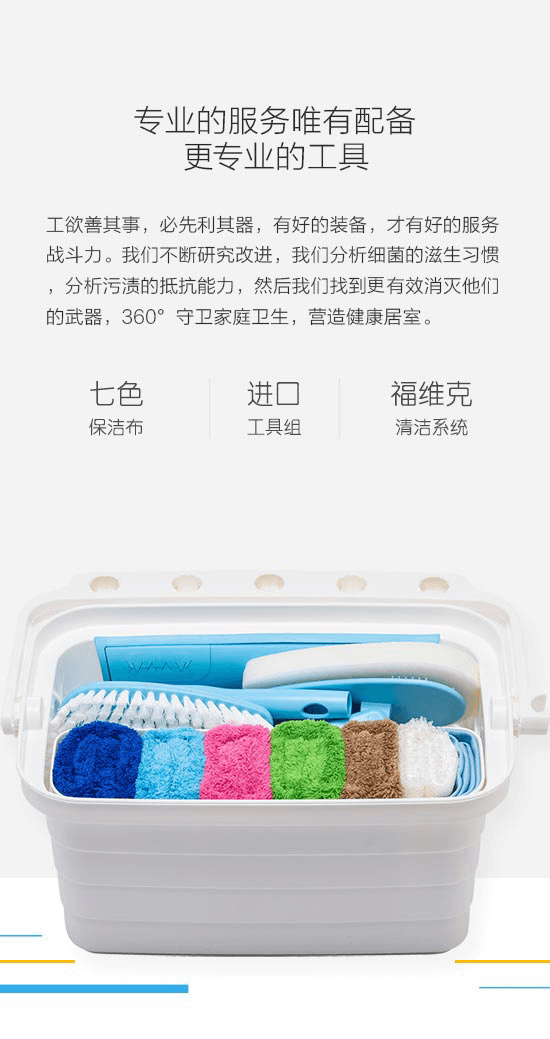 专业的服务唯有配备
更专业的工具
工欲善其事，必先利其器，有好的装备，才有好的服务
战斗力。我们不断研究改进，我们分析细菌的滋生习惯
，分析污渍的抵抗能力，然后我们找到更有效消灭他们
的武器，360°守卫家庭卫生，营造健康居室。
七色 进口 福维克
保洁布 工具组 清洁系统